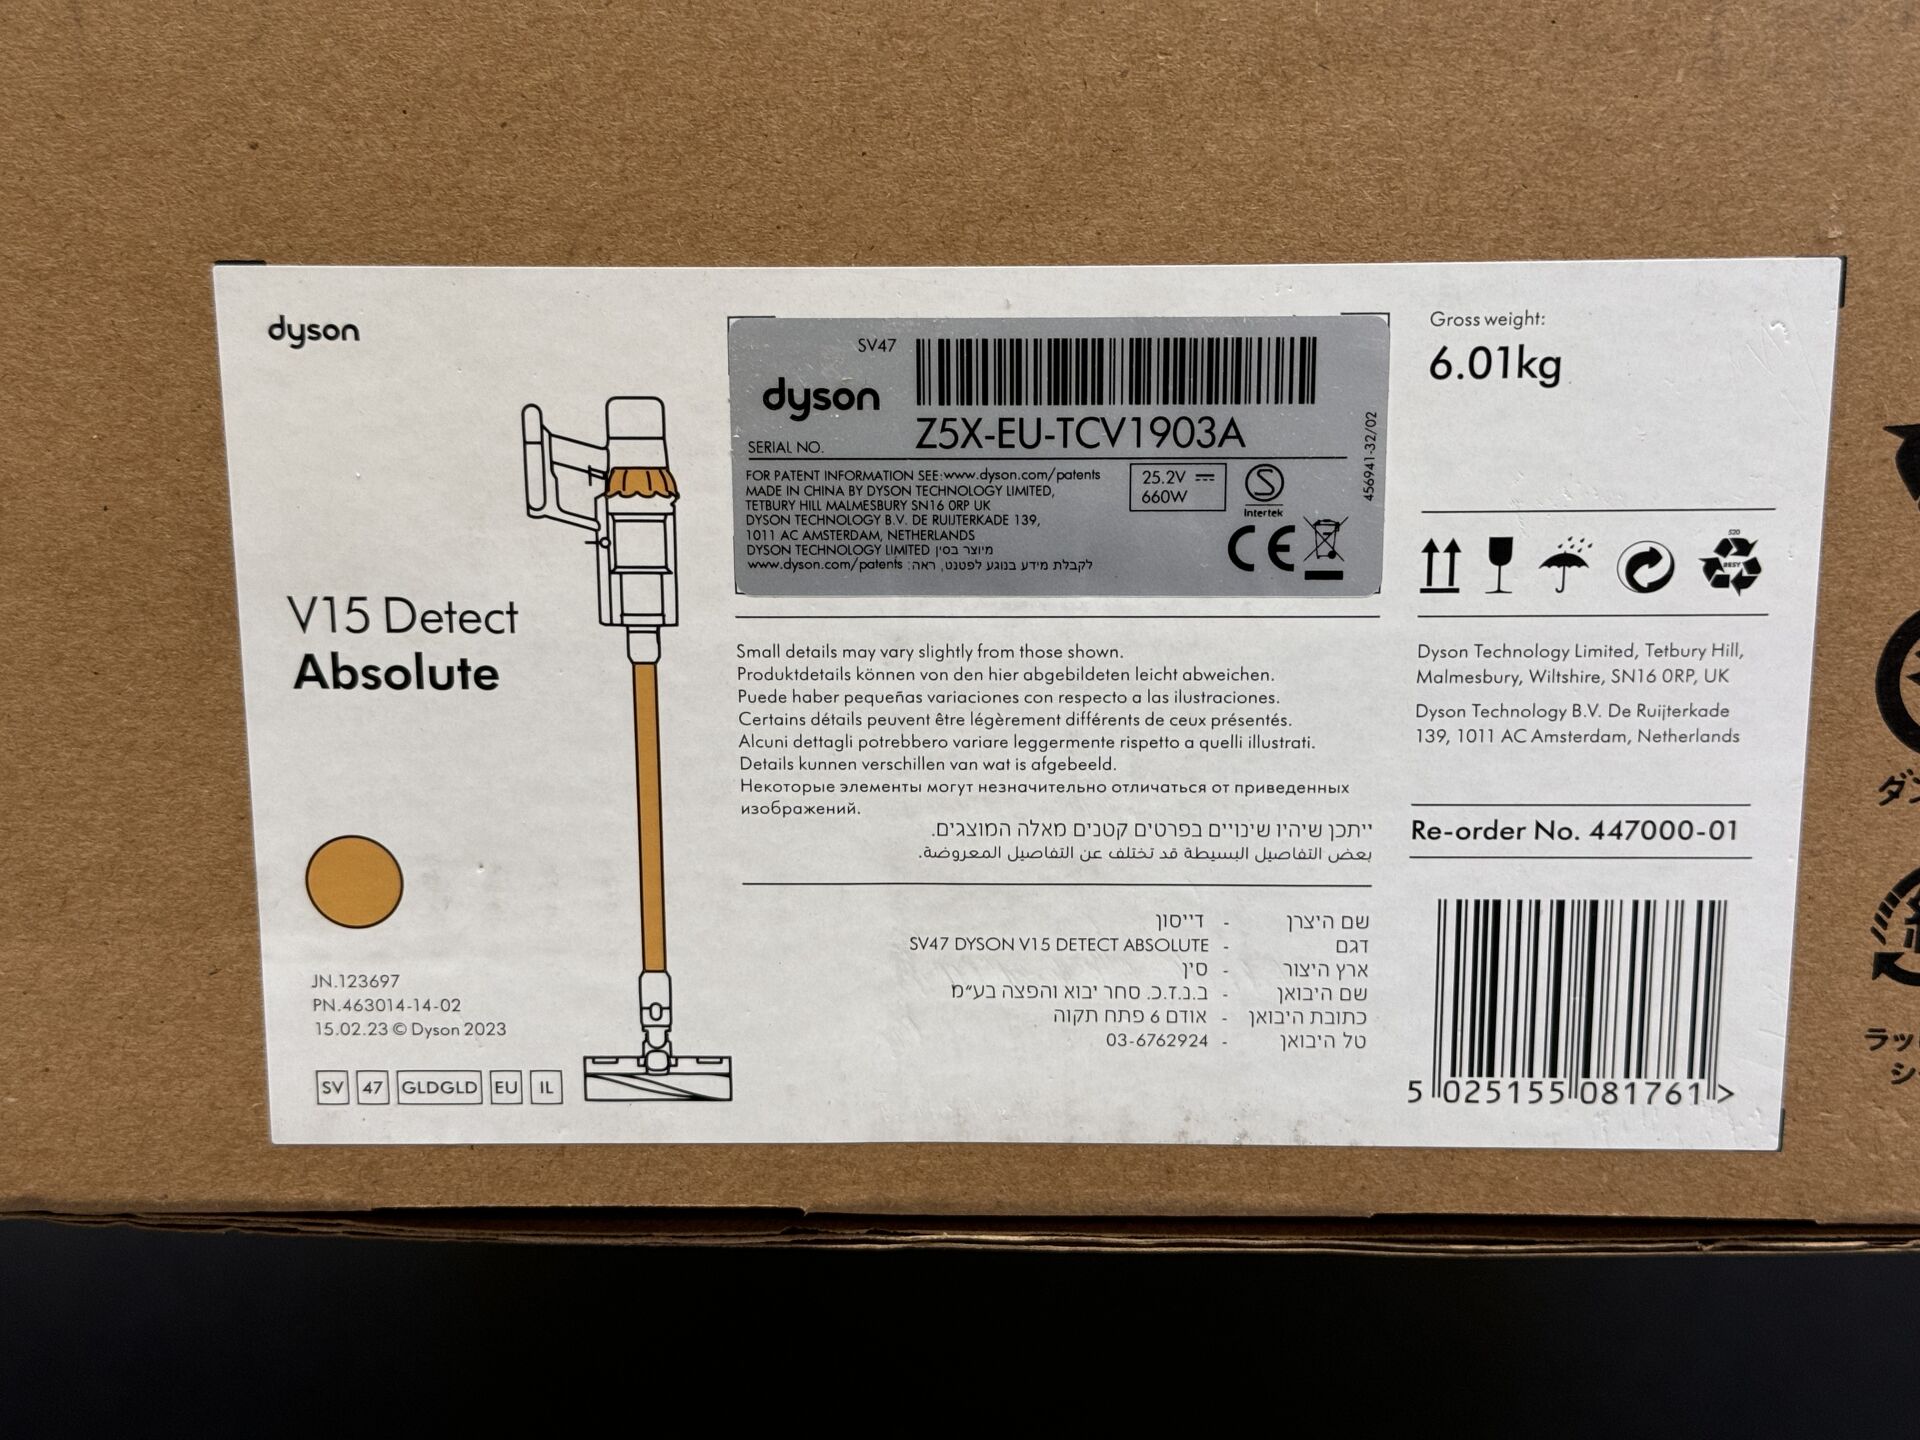 dyson
V15 Detect
Absolute
JN.123697
PN.463014-14-02
15.02.23 © Dyson 2023
SV 47 GLDGLD EU IL
SV47
dyson
SERIAL NO.
Z5X-EU-TCV1903A
FOR PATENT INFORMATION SEE:www.dyson.com/patents
MADE IN CHINA BY DYSON TECHNOLOGY LIMITED,
TETBURY HILL MALMESBURY SN16 0RP UK
DYSON TECHNOLOGY B.V. DE RUIJTERKADE 139,
1011 AC AMSTERDAM, NETHERLANDS
DYSON TECHNOLOGY LIMITED מיוצר בסין
לקבלת מידע בנוגע לפטנט, ראה: www.dyson.com/patents
25.2V
660W
S
Intertek
CE
456941-32/02
Small details may vary slightly from those shown.
Produktdetails können von den hier abgebildeten leicht abweichen.
Puede haber pequeñas variaciones con respecto a las ilustraciones.
Certains détails peuvent être légèrement différents de ceux présentés.
Alcuni dettagli potrebbero variare leggermente rispetto a quelli illustrati.
Details kunnen verschillen van wat is afgebeeld.
Некоторые элементы могут незначительно отличаться от приведенных
изображений.
ייתכן שיהיו שינויים בפרטים קטנים מאלה המוצגים.
بعض التفاصيل البسيطة قد تختلف عن التفاصيل المعروضة.
שם היצרן - דייסון
דגם - SV47 DYSON V15 DETECT ABSOLUTE
ארץ היצור - סין
שם היבואן - ב.נ.ז.כ. סחר יבוא והפצה בע״מ
כתובת היבואן - אודם 6 פתח תקוה
טל היבואן - 03-6762924
Gross weight:
6.01kg
Dyson Technology Limited, Tetbury Hill,
Malmesbury, Wiltshire, SN16 0RP, UK
Dyson Technology B.V. De Ruijterkade
139, 1011 AC Amsterdam, Netherlands
Re-order No. 447000-01
5 025155 081761 >
ラッ